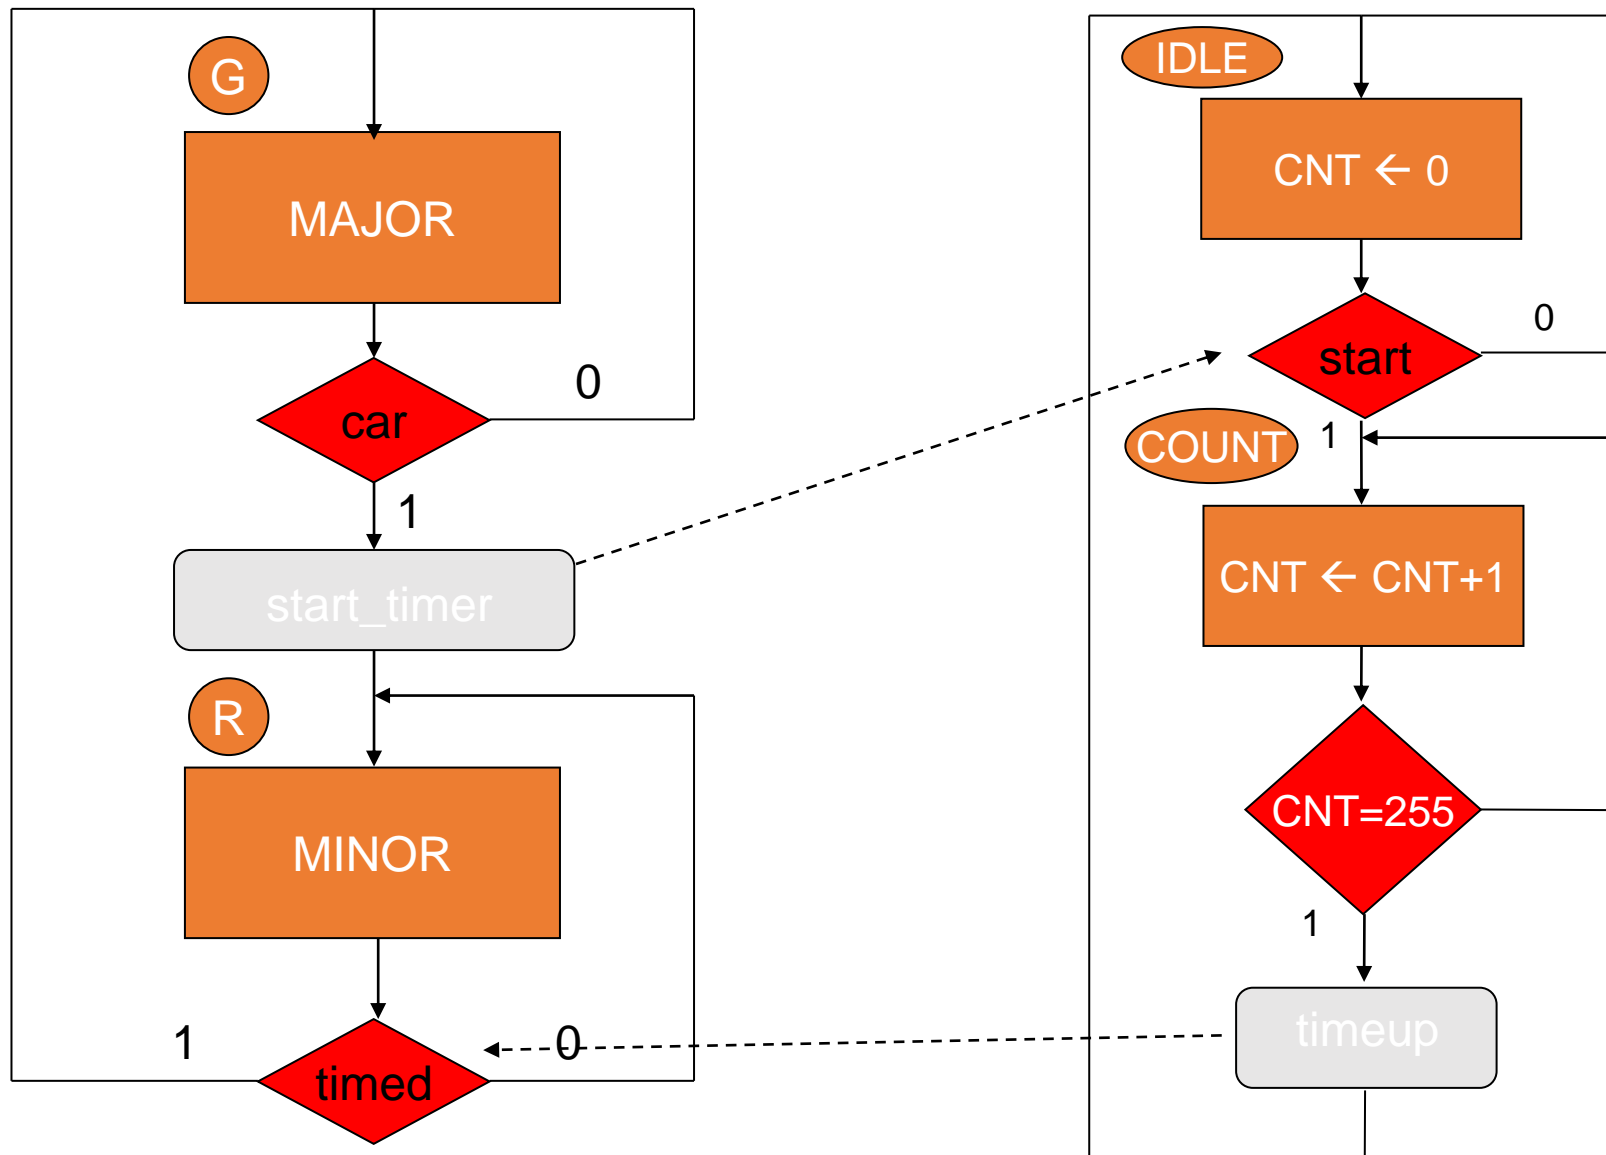 G
MAJOR
car
0
1
start_timer
R
MINOR
1
timed
0
IDLE
CNT ← 0
start
0
1
COUNT
CNT ← CNT+1
CNT=255
1
timeup